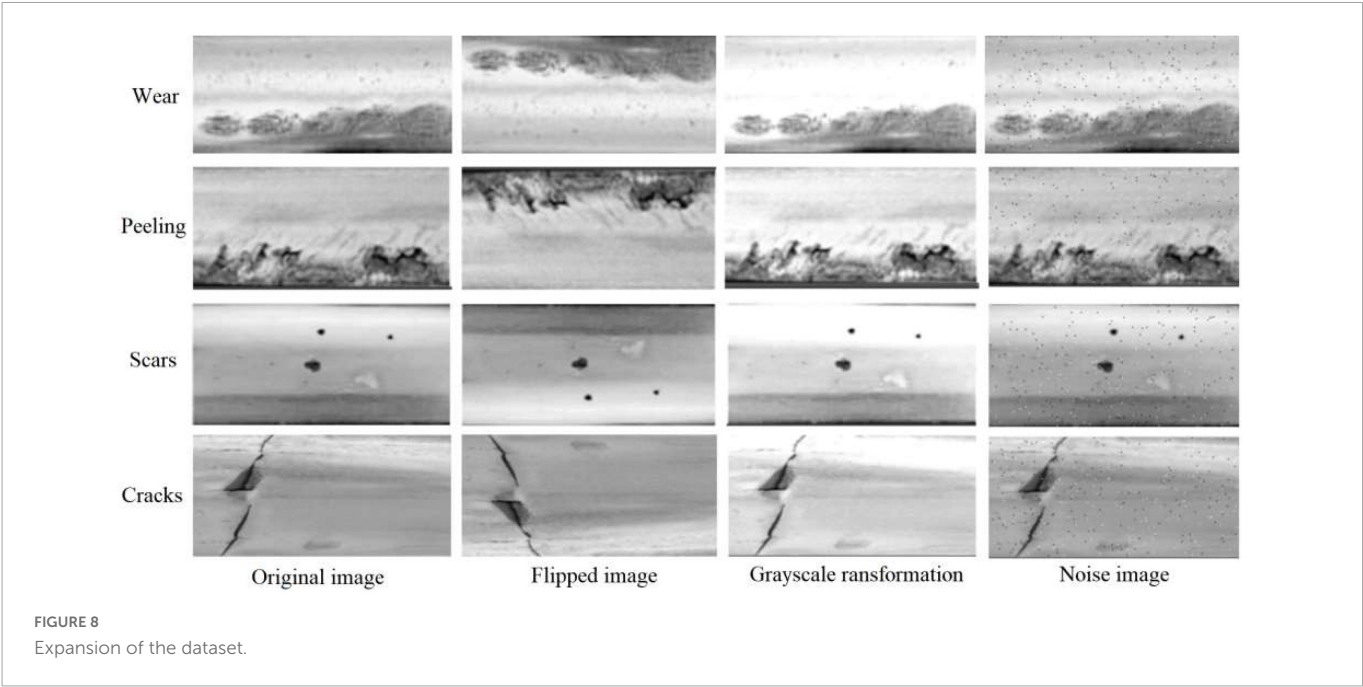 Wear
Peeling
Scars
Cracks
Original image Flipped image Grayscale ransformation Noise image
FIGURE 8
Expansion of the dataset.